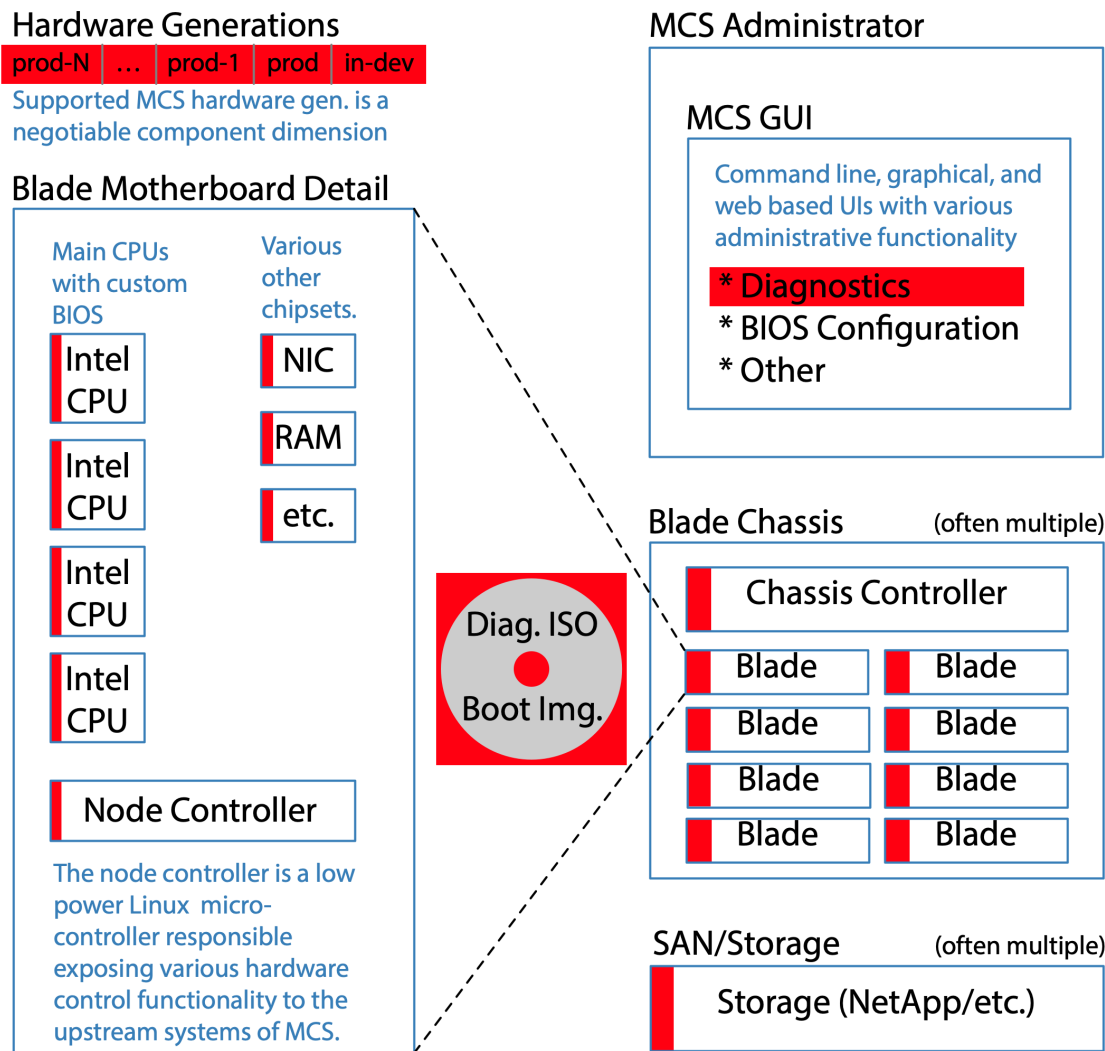 Hardware Generations
prod-N
...
prod-1
prod
in-dev
Supported MCS hardware gen. is a
negotiable component dimension
Blade Motherboard Detail
Main CPUs
with custom
BIOS
Intel
CPU
Intel
CPU
Intel
CPU
Intel
CPU
Various
other
chipsets.
NIC
RAM
etc.
Node Controller
The node controller is a low
power Linux micro-
controller responsible
exposing various hardware
control functionality to the
upstream systems of MCS.
Diag. ISO
Boot Img.
MCS Administrator
MCS GUI
Command line, graphical, and
web based UIs with various
administrative functionality
* Diagnostics
* BIOS Configuration
* Other
Blade Chassis (often multiple)
Chassis Controller
Blade Blade
Blade Blade
Blade Blade
Blade Blade
SAN/Storage (often multiple)
Storage (NetApp/etc.)